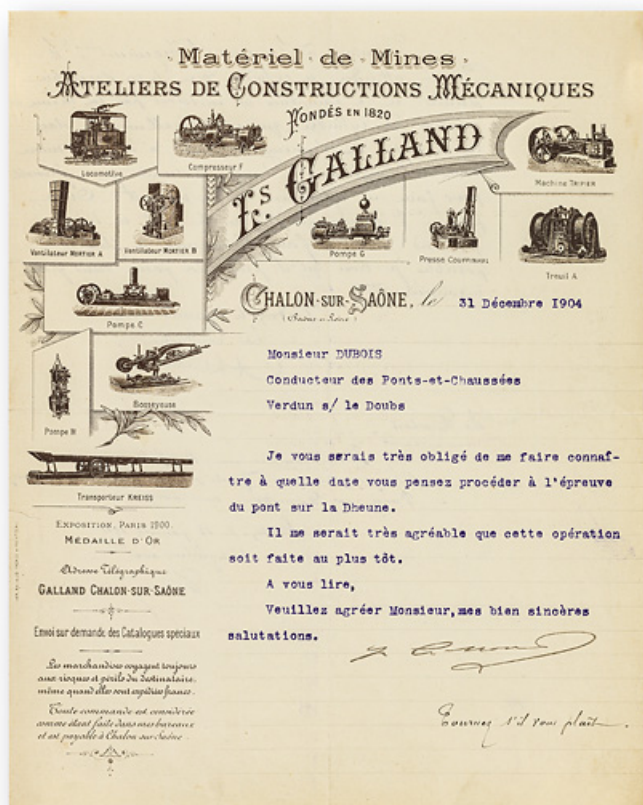 Matériel de Mines
ATELIERS DE CONSTRUCTIONS MÉCANIQUES
FONDÉS EN 1820
Es GALLAND
Locomotive
Compresseur F
Machine TRIPIER
Ventilateur MORTIER A
Ventilateur MORTIER B
Pompe G
Presse COUFFINHAL
Treuil A
Pompe C
CHALON-SUR-SAÔNE, le 31 Décembre 1904
(Saône et Loire)
Pompe H
Bosseyeuse
Transporteur KREISS
EXPOSITION, PARIS 1900.
MÉDAILLE D'OR
Adresse Télégraphique
GALLAND CHALON-SUR-SAÔNE
Envoi sur demande des Catalogues spéciaux
Les marchandises voyagent toujours
aux risques et périls du destinataire,
même quand elles sont expédiées franco.
Toute commande est considérée
comme étant faite dans mes bureaux
et est payable à Chalon sur Saône.
Monsieur DUBOIS
Conducteur des Ponts-et-Chaussées
Verdun s/ le Doubs
Je vous serais très obligé de me faire connaî-
tre à quelle date vous pensez procéder à l'épreuve
du pont sur la Dheune.
Il me serait très agréable que cette opération
soit faite au plus tôt.
A vous lire,
Veuillez agréer Monsieur,mes bien sincères
salutations.
Tournez s'il vous plaît